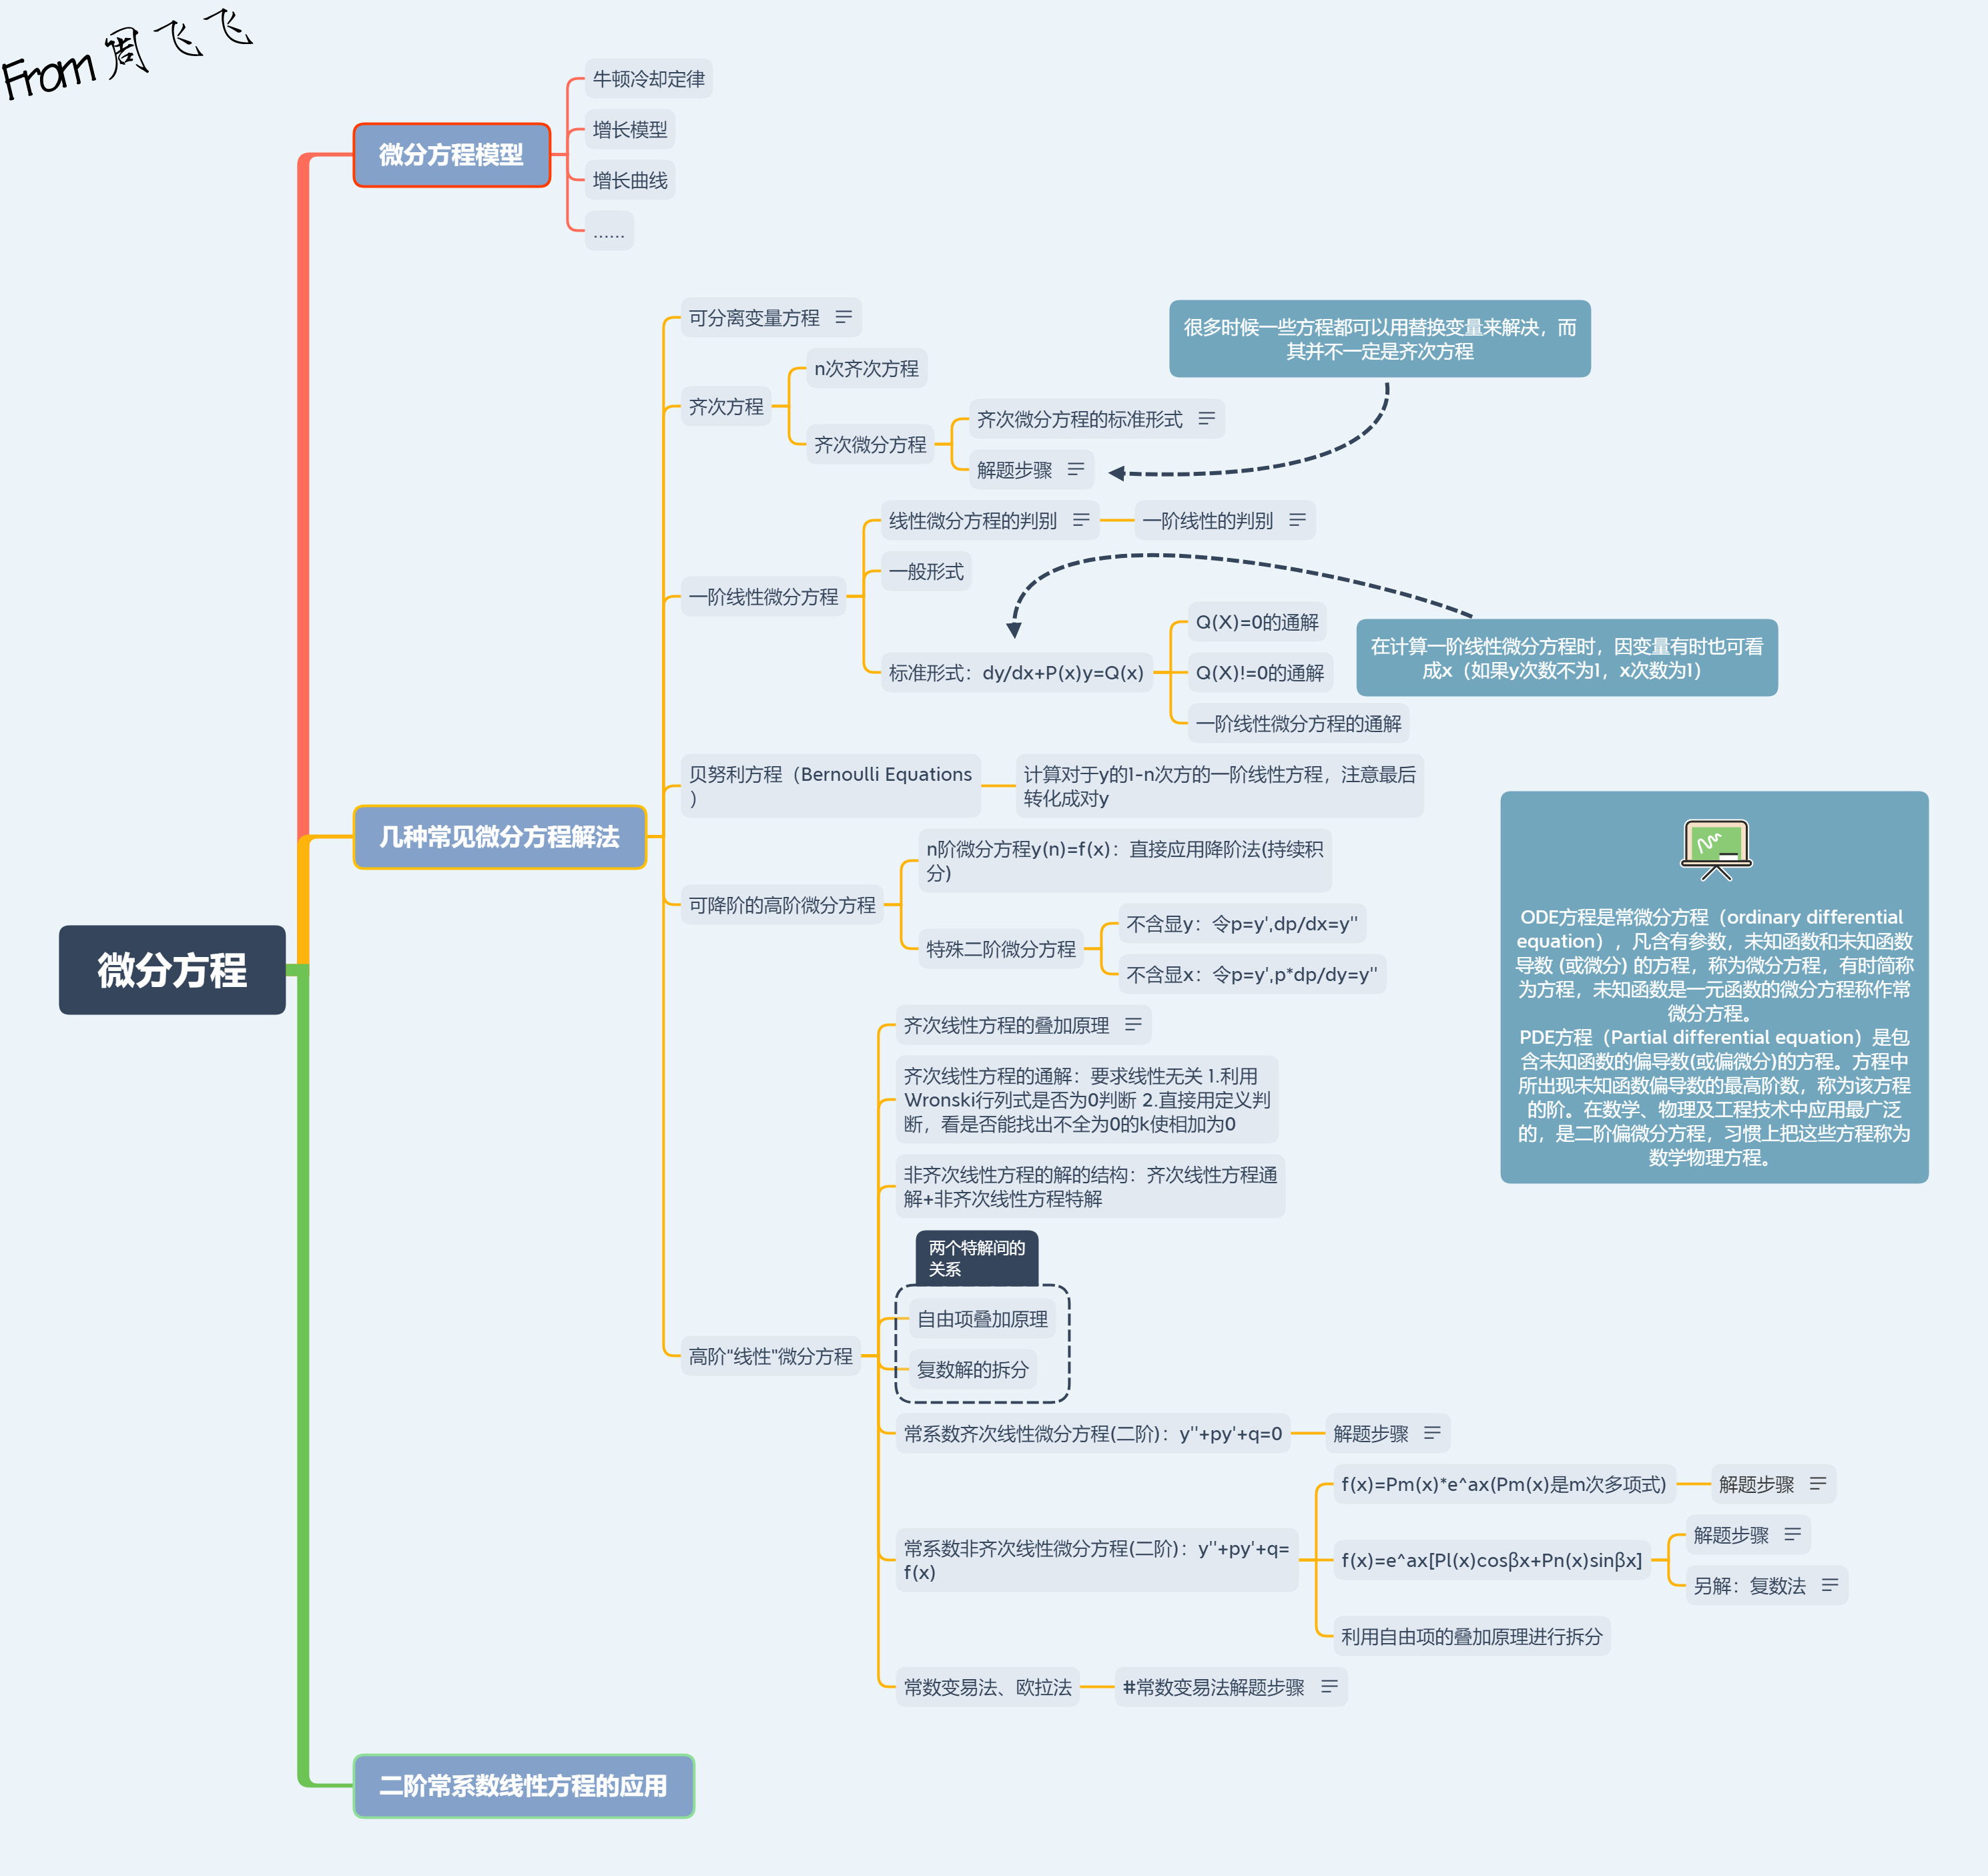 From 周飞飞
牛顿冷却定律
增长模型
微分方程模型
增长曲线
......
可分离变量方程
很多时候一些方程都可以用替换变量来解决，而
其并不一定是齐次方程
n次齐次方程
齐次方程
齐次微分方程的标准形式
齐次微分方程
解题步骤
线性微分方程的判别
一阶线性的判别
一般形式
一阶线性微分方程
Q(X)=0的通解
标准形式：dy/dx+P(x)y=Q(x)
Q(X)!=0的通解
一阶线性微分方程的通解
在计算一阶线性微分方程时，因变量有时也可看
成x（如果y次数不为1，x次数为1）
贝努利方程（Bernoulli Equations
）
计算对于y的1-n次方的一阶线性方程，注意最后
转化成对y
几种常见微分方程解法
n阶微分方程y(n)=f(x)：直接应用降阶法(持续积
分)
可降阶的高阶微分方程
特殊二阶微分方程
不含显y：令p=y',dp/dx=y''
不含显x：令p=y',p*dp/dy=y''
微分方程
ODE方程是常微分方程（ordinary differential
equation），凡含有参数，未知函数和未知函数
导数 (或微分) 的方程，称为微分方程，有时简称
为方程，未知函数是一元函数的微分方程称作常
微分方程。
PDE方程（Partial differential equation）是包
含未知函数的偏导数(或偏微分)的方程。方程中
所出现未知函数偏导数的最高阶数，称为该方程
的阶。在数学、物理及工程技术中应用最广泛
的，是二阶偏微分方程，习惯上把这些方程称为
数学物理方程。
齐次线性方程的叠加原理
齐次线性方程的通解：要求线性无关 1.利用
Wronski行列式是否为0判断 2.直接用定义判
断，看是否能找出不全为0的k使相加为0
非齐次线性方程的解的结构：齐次线性方程通
解+非齐次线性方程特解
两个特解间的
关系
自由项叠加原理
高阶"线性"微分方程
复数解的拆分
常系数齐次线性微分方程(二阶)：y''+py'+q=0
解题步骤
f(x)=Pm(x)*e^ax(Pm(x)是m次多项式)
解题步骤
常系数非齐次线性微分方程(二阶)：y''+py'+q=
f(x)
f(x)=e^ax[Pl(x)cosβx+Pn(x)sinβx]
解题步骤
另解：复数法
利用自由项的叠加原理进行拆分
常数变易法、欧拉法
#常数变易法解题步骤
二阶常系数线性方程的应用